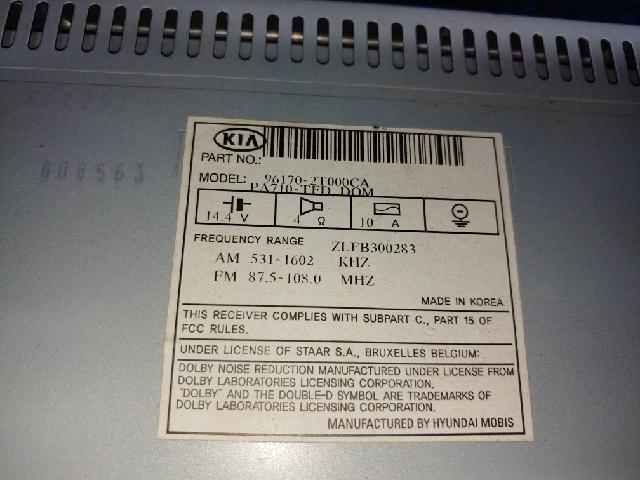 608563
KIA
PART NO.:
96170-2T000CA
MODEL: PA710-TFD_DOM
14.4 V 4 Ω 10 A
FREQUENCY RANGE ZLFB300283
AM 531~1602 KHZ
FM 87.5~108.0 MHZ
MADE IN KOREA
THIS RECEIVER COMPLIES WITH SUBPART C., PART 15 OF
FCC RULES.
UNDER LICENSE OF STAAR S.A., BRUXELLES BELGIUM:
DOLBY NOISE REDUCTION MANUFACTURED UNDER LICENSE FROM
DOLBY LABORATORIES LICENSING CORPORATION.
"DOLBY" AND THE DOUBLE-D SYMBOL ARE TRADEMARKS OF
DOLBY LABORATORIES LICENSING CORPORATION.
MANUFACTURED BY HYUNDAI MOBIS